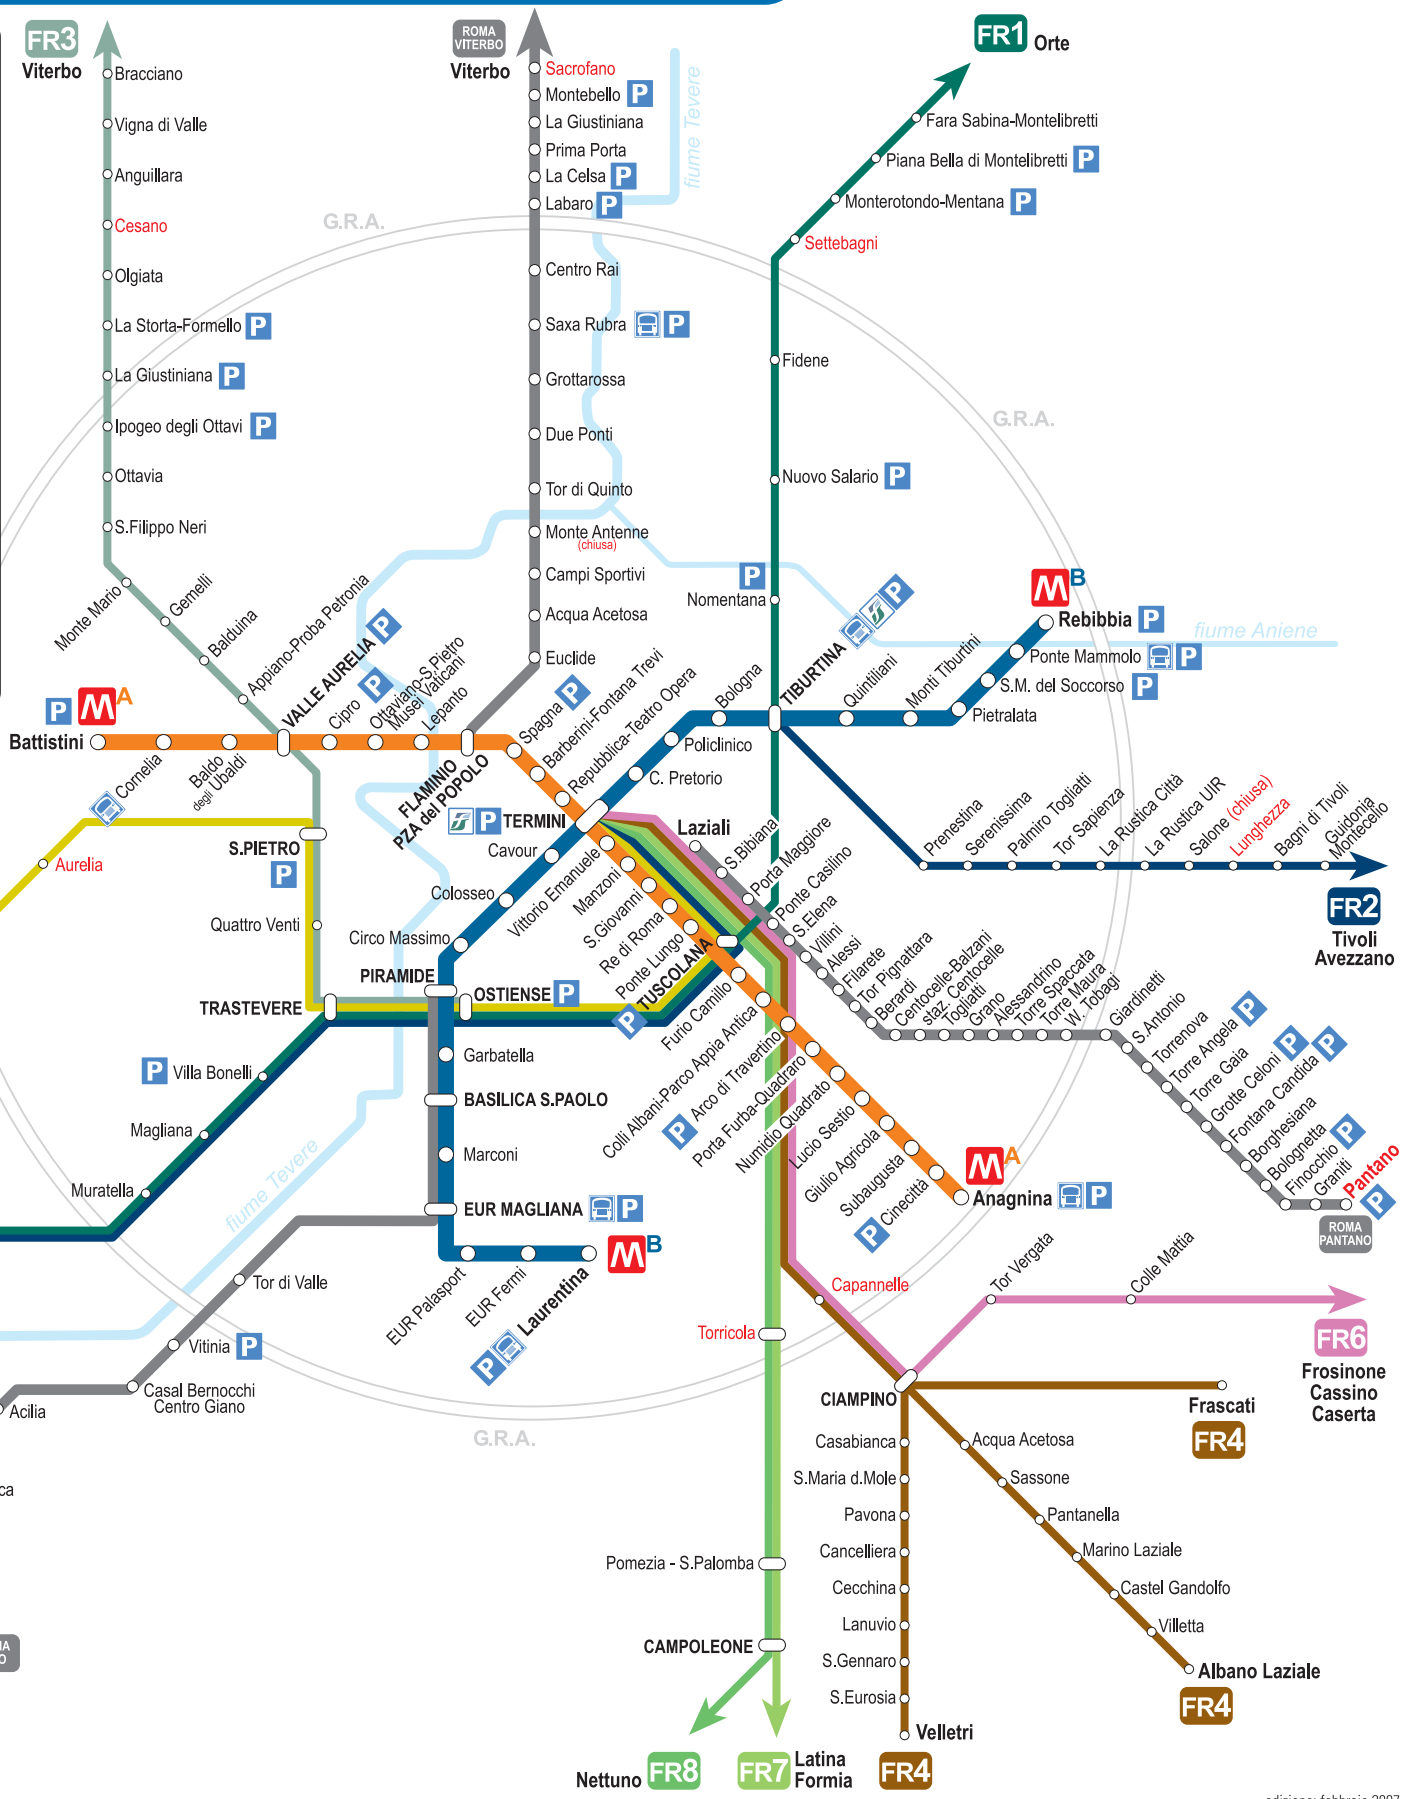 FR3
Viterbo
Bracciano
Vigna di Valle
Anguillara
Cesano
Olgiata
La Storta-Formello P
La Giustiniana P
Ipogeo degli Ottavi P
Ottavia
S.Filippo Neri
Monte Mario
Gemelli
Balduina
Appiano-Proba Petronia
VALLE AURELIA P
ROMA
VITERBO
Viterbo
Sacrofano
Montebello P
La Giustiniana
Prima Porta
La Celsa P
Labaro P
Centro Rai
Saxa Rubra P
Grottarossa
Due Ponti
Tor di Quinto
Monte Antenne
(chiusa)
Campi Sportivi
Acqua Acetosa
Euclide
fiume Tevere
G.R.A.
FR1 Orte
Fara Sabina-Montelibretti
Piana Bella di Montelibretti P
Monterotondo-Mentana P
Settebagni
Fidene
G.R.A.
Nuovo Salario P
P
Nomentana
TIBURTINA P
M B
Rebibbia P
fiume Aniene
Ponte Mammolo P
S.M. del Soccorso P
Pietralata
Monti Tiburtini
Quintiliani
Bologna
Policlinico
C. Pretorio
P M A
Battistini
Cornelia
Baldo
degli Ubaldi
Cipro P
Ottaviano-S.Pietro
Musei Vaticani
Lepanto
FLAMINIO
PZA del POPOLO
Spagna P
Barberini-Fontana Trevi
Repubblica-Teatro Opera
P TERMINI
Cavour
Colosseo
Circo Massimo
PIRAMIDE
Aurelia
S.PIETRO
P
Quattro Venti
TRASTEVERE
OSTIENSE P
Vittorio Emanuele
Manzoni
S.Giovanni
Re di Roma
Ponte Lungo
P TUSCOLANA
Furio Camillo
Colli Albani-Parco Appia Antica
P Arco di Travertino
Porta Furba-Quadraro
Numidio Quadrato
Lucio Sestio
Giulio Agricola
Subaugusta
P Cinecittà
M A
Anagnina P
Laziali
S.Bibiana
Porta Maggiore
Ponte Casilino
S.Elena
Villini
Alessi
Filarete
Tor Pignattara
Berardi
Centocelle-Balzani
staz. Centocelle
Togliatti
Grano
Alessandrino
Torre Spaccata
Torre Maura
W. Tobagi
Giardinetti
S.Antonio
Torrenova
Torre Angela P
Torre Gaia
Grotte Celoni P
Fontana Candida P
Borghesiana
Bolognetta
Finocchio P
Graniti
Pantano
P
ROMA
PANTANO
Prenestina
Serenissima
Palmiro Togliatti
Tor Sapienza
La Rustica Città
La Rustica UIR
Salone (chiusa)
Lunghezza
Bagni di Tivoli
Guidonia
Montecelio
FR2
Tivoli
Avezzano
P Villa Bonelli
Magliana
Muratella
fiume Tevere
Garbatella
BASILICA S.PAOLO
Marconi
EUR MAGLIANA P
EUR Palasport
EUR Fermi
P Laurentina
M B
Tor di Valle
Vitinia P
Casal Bernocchi
Centro Giano
Acilia
G.R.A.
Torricola
Capannelle
Tor Vergata
Colle Mattia
FR6
Frosinone
Cassino
Caserta
CIAMPINO
Frascati
FR4
Casabianca
S.Maria d.Mole
Pavona
Cancelliera
Cecchina
Lanuvio
S.Gennaro
S.Eurosia
Velletri
FR4
Acqua Acetosa
Sassone
Pantanella
Marino Laziale
Castel Gandolfo
Villetta
Albano Laziale
FR4
Pomezia - S.Palomba
CAMPOLEONE
Nettuno FR8
FR7 Latina
Formia
ca